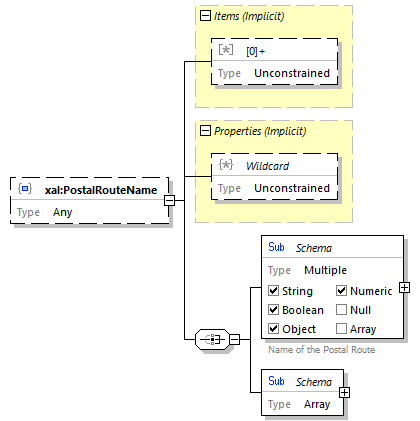 Items (Implicit)
[*] [0]+
Type Unconstrained
Properties (Implicit)
{*} Wildcard
Type Unconstrained
xal:PostalRouteName
Type Any
Sub Schema
Type Multiple
String Numeric
Boolean Null
Object Array
Name of the Postal Route
Sub Schema
Type Array